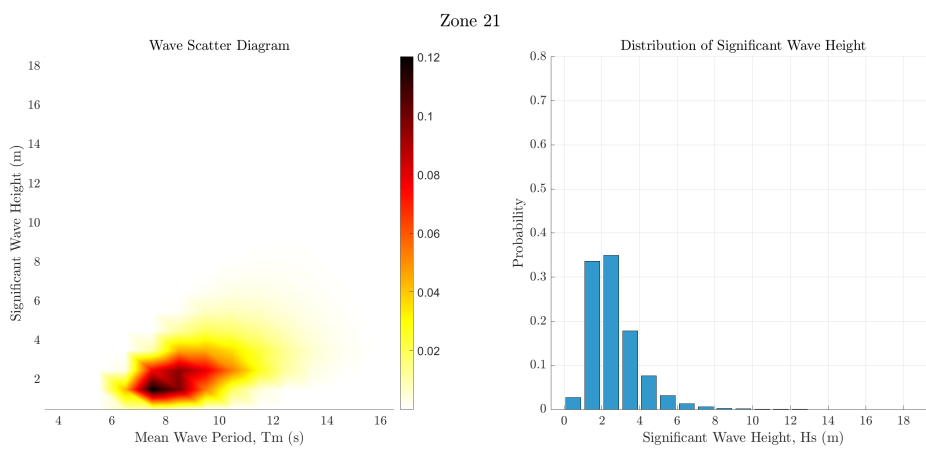 Zone 21
Wave Scatter Diagram
18
16
14
12
10
8
6
4
2
Significant Wave Height (m)
4 6 8 10 12 14 16
Mean Wave Period, Tm (s)
0.12
0.1
0.08
0.06
0.04
0.02
Distribution of Significant Wave Height
0.8
0.7
0.6
0.5
0.4
0.3
0.2
0.1
0
Probability
0 2 4 6 8 10 12 14 16 18
Significant Wave Height, Hs (m)